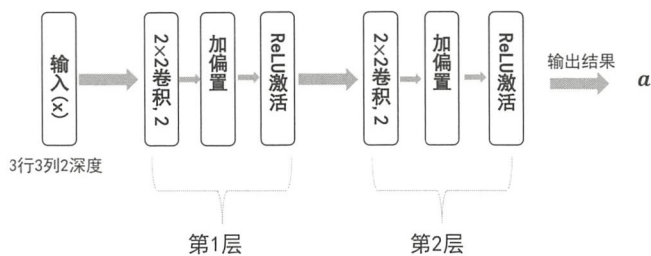 输入(x)
2×2卷积, 2
加偏置
ReLU激活
2×2卷积, 2
加偏置
ReLU激活
输出结果
a
3行3列2深度
第1层
第2层